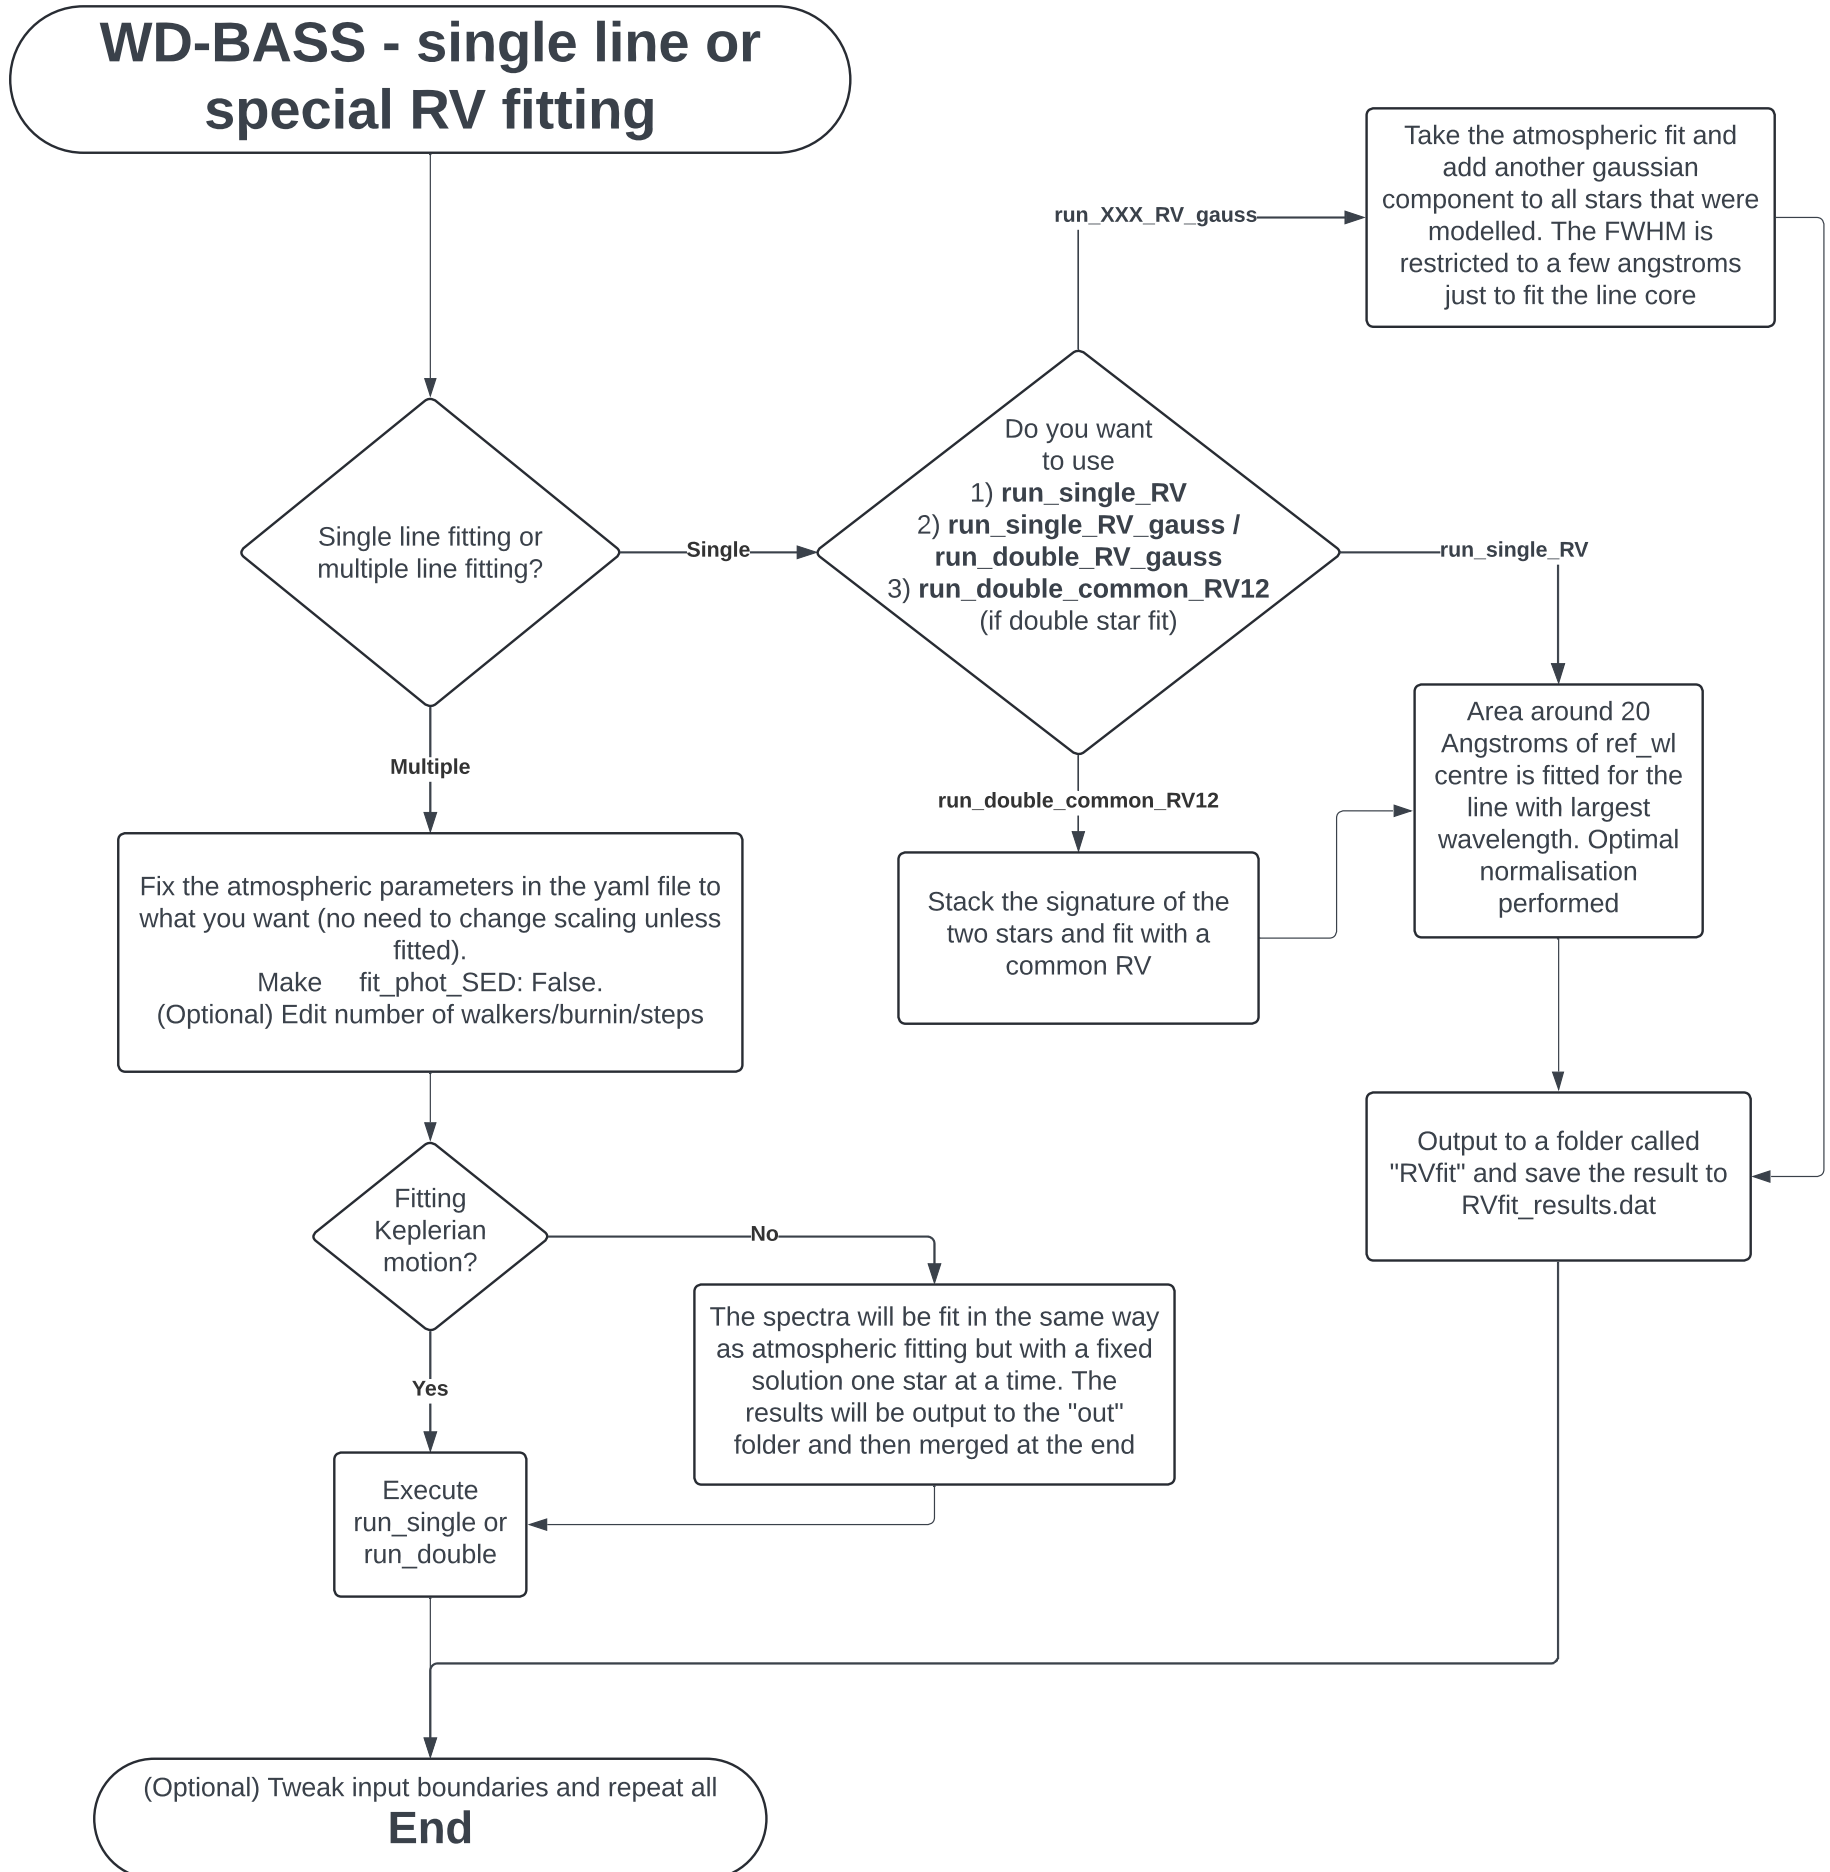 WD-BASS - single line or
special RV fitting
Take the atmospheric fit and
add another gaussian
component to all stars that were
modelled. The FWHM is
restricted to a few angstroms
just to fit the line core
run_XXX_RV_gauss
Single line fitting or
multiple line fitting?
Single
Do you want
to use
1) run_single_RV
2) run_single_RV_gauss /
run_double_RV_gauss
3) run_double_common_RV12
(if double star fit)
run_single_RV
Multiple
run_double_common_RV12
Area around 20
Angstroms of ref_wl
centre is fitted for the
line with largest
wavelength. Optimal
normalisation
performed
Fix the atmospheric parameters in the yaml file to
what you want (no need to change scaling unless
fitted).
Make     fit_phot_SED: False.
(Optional) Edit number of walkers/burnin/steps
Stack the signature of the
two stars and fit with a
common RV
Output to a folder called
"RVfit" and save the result to
RVfit_results.dat
Fitting
Keplerian
motion?
No
The spectra will be fit in the same way
as atmospheric fitting but with a fixed
solution one star at a time. The
results will be output to the "out"
folder and then merged at the end
Yes
Execute
run_single or
run_double
(Optional) Tweak input boundaries and repeat all
End